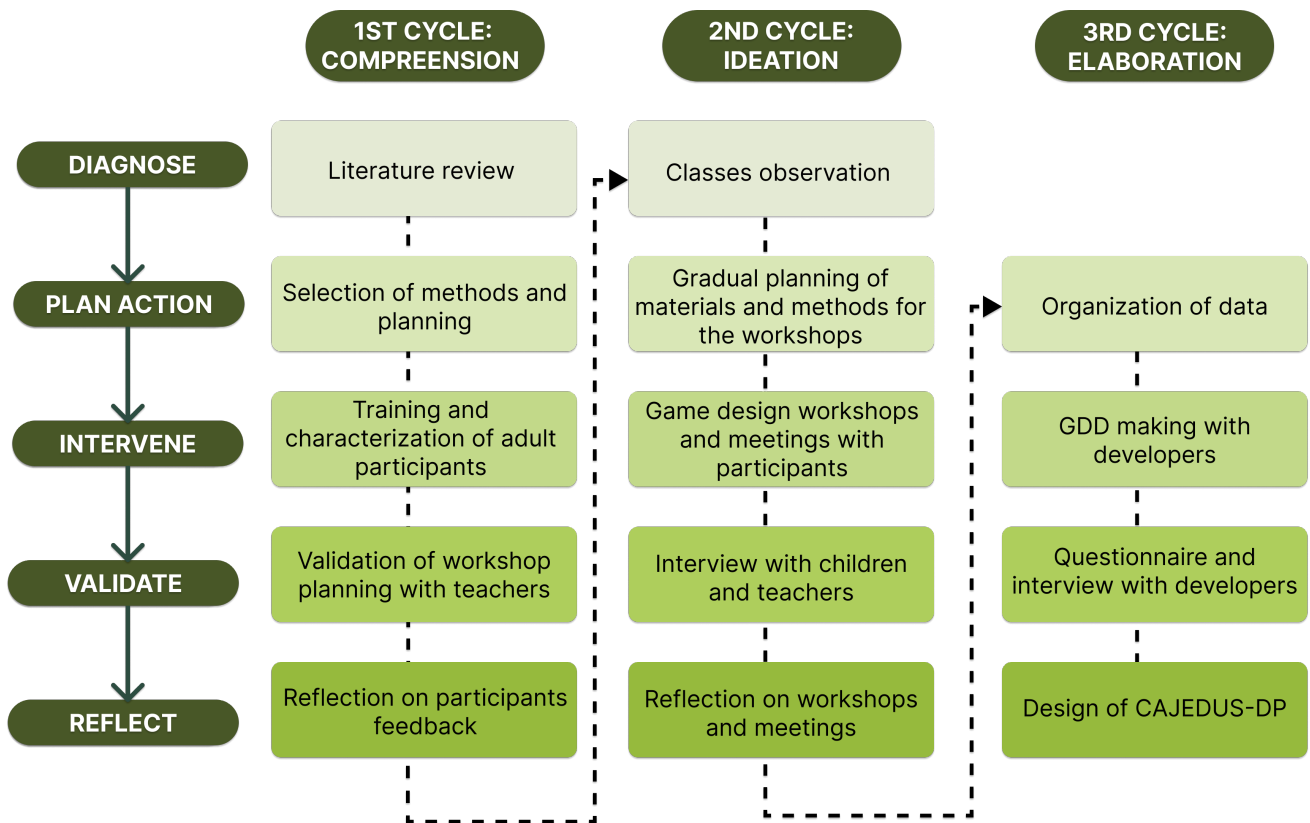 1ST CYCLE:
COMPREENSION
2ND CYCLE:
IDEATION
3RD CYCLE:
ELABORATION
DIAGNOSE
Literature review
Classes observation
PLAN ACTION
Selection of methods and
planning
Gradual planning of
materials and methods for
the workshops
Organization of data
INTERVENE
Training and
characterization of adult
participants
Game design workshops
and meetings with
participants
GDD making with
developers
VALIDATE
Validation of workshop
planning with teachers
Interview with children
and teachers
Questionnaire and
interview with developers
REFLECT
Reflection on participants
feedback
Reflection on workshops
and meetings
Design of CAJEDUS-DP